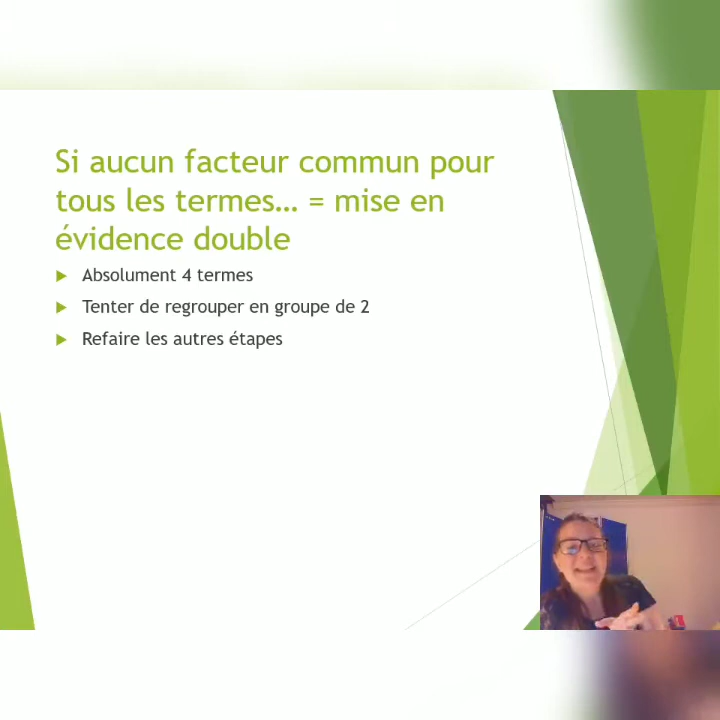 Si aucun facteur commun pour
tous les termes... = mise en
évidence double
Absolument 4 termes
Tenter de regrouper en groupe de 2
Refaire les autres étapes